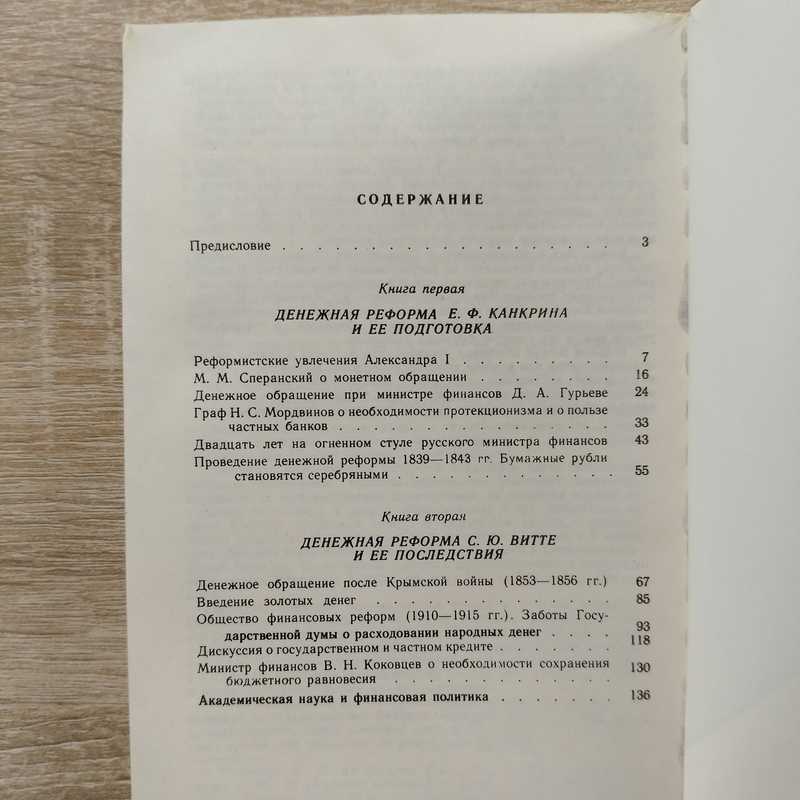 СОДЕРЖАНИЕ
Предисловие . . . . . . . . . . . . . . . . . . . 3
Книга первая
ДЕНЕЖНАЯ РЕФОРМА Е. Ф. КАНКРИНА
И ЕЕ ПОДГОТОВКА
Реформистские увлечения Александра I . . . . . . . . . 7
М. М. Сперанский о монетном обращении . . . . . . . . 16
Денежное обращение при министре финансов Д. А. Гурьеве 24
Граф Н. С. Мордвинов о необходимости протекционизма и о пользе
частных банков . . . . . . . . . . . . . . . . 33
Двадцать лет на огненном стуле русского министра финансов 43
Проведение денежной реформы 1839—1843 гг. Бумажные рубли
становятся серебряными . . . . . . . . . . . . . 55
Книга вторая
ДЕНЕЖНАЯ РЕФОРМА С. Ю. ВИТТЕ
И ЕЕ ПОСЛЕДСТВИЯ
Денежное обращение после Крымской войны (1853—1856 гг.) 67
Введение золотых денег . . . . . . . . . . . . . . 85
Общество финансовых реформ (1910—1915 гг.). Заботы Госу-
дарственной думы о расходовании народных денег . . . . 93
Дискуссия о государственном и частном кредите . . . . . . . 118
Министр финансов В. Н. Коковцев о необходимости сохранения
бюджетного равновесия . . . . . . . . . . . . . 130
Академическая наука и финансовая политика . . . . . . . 136